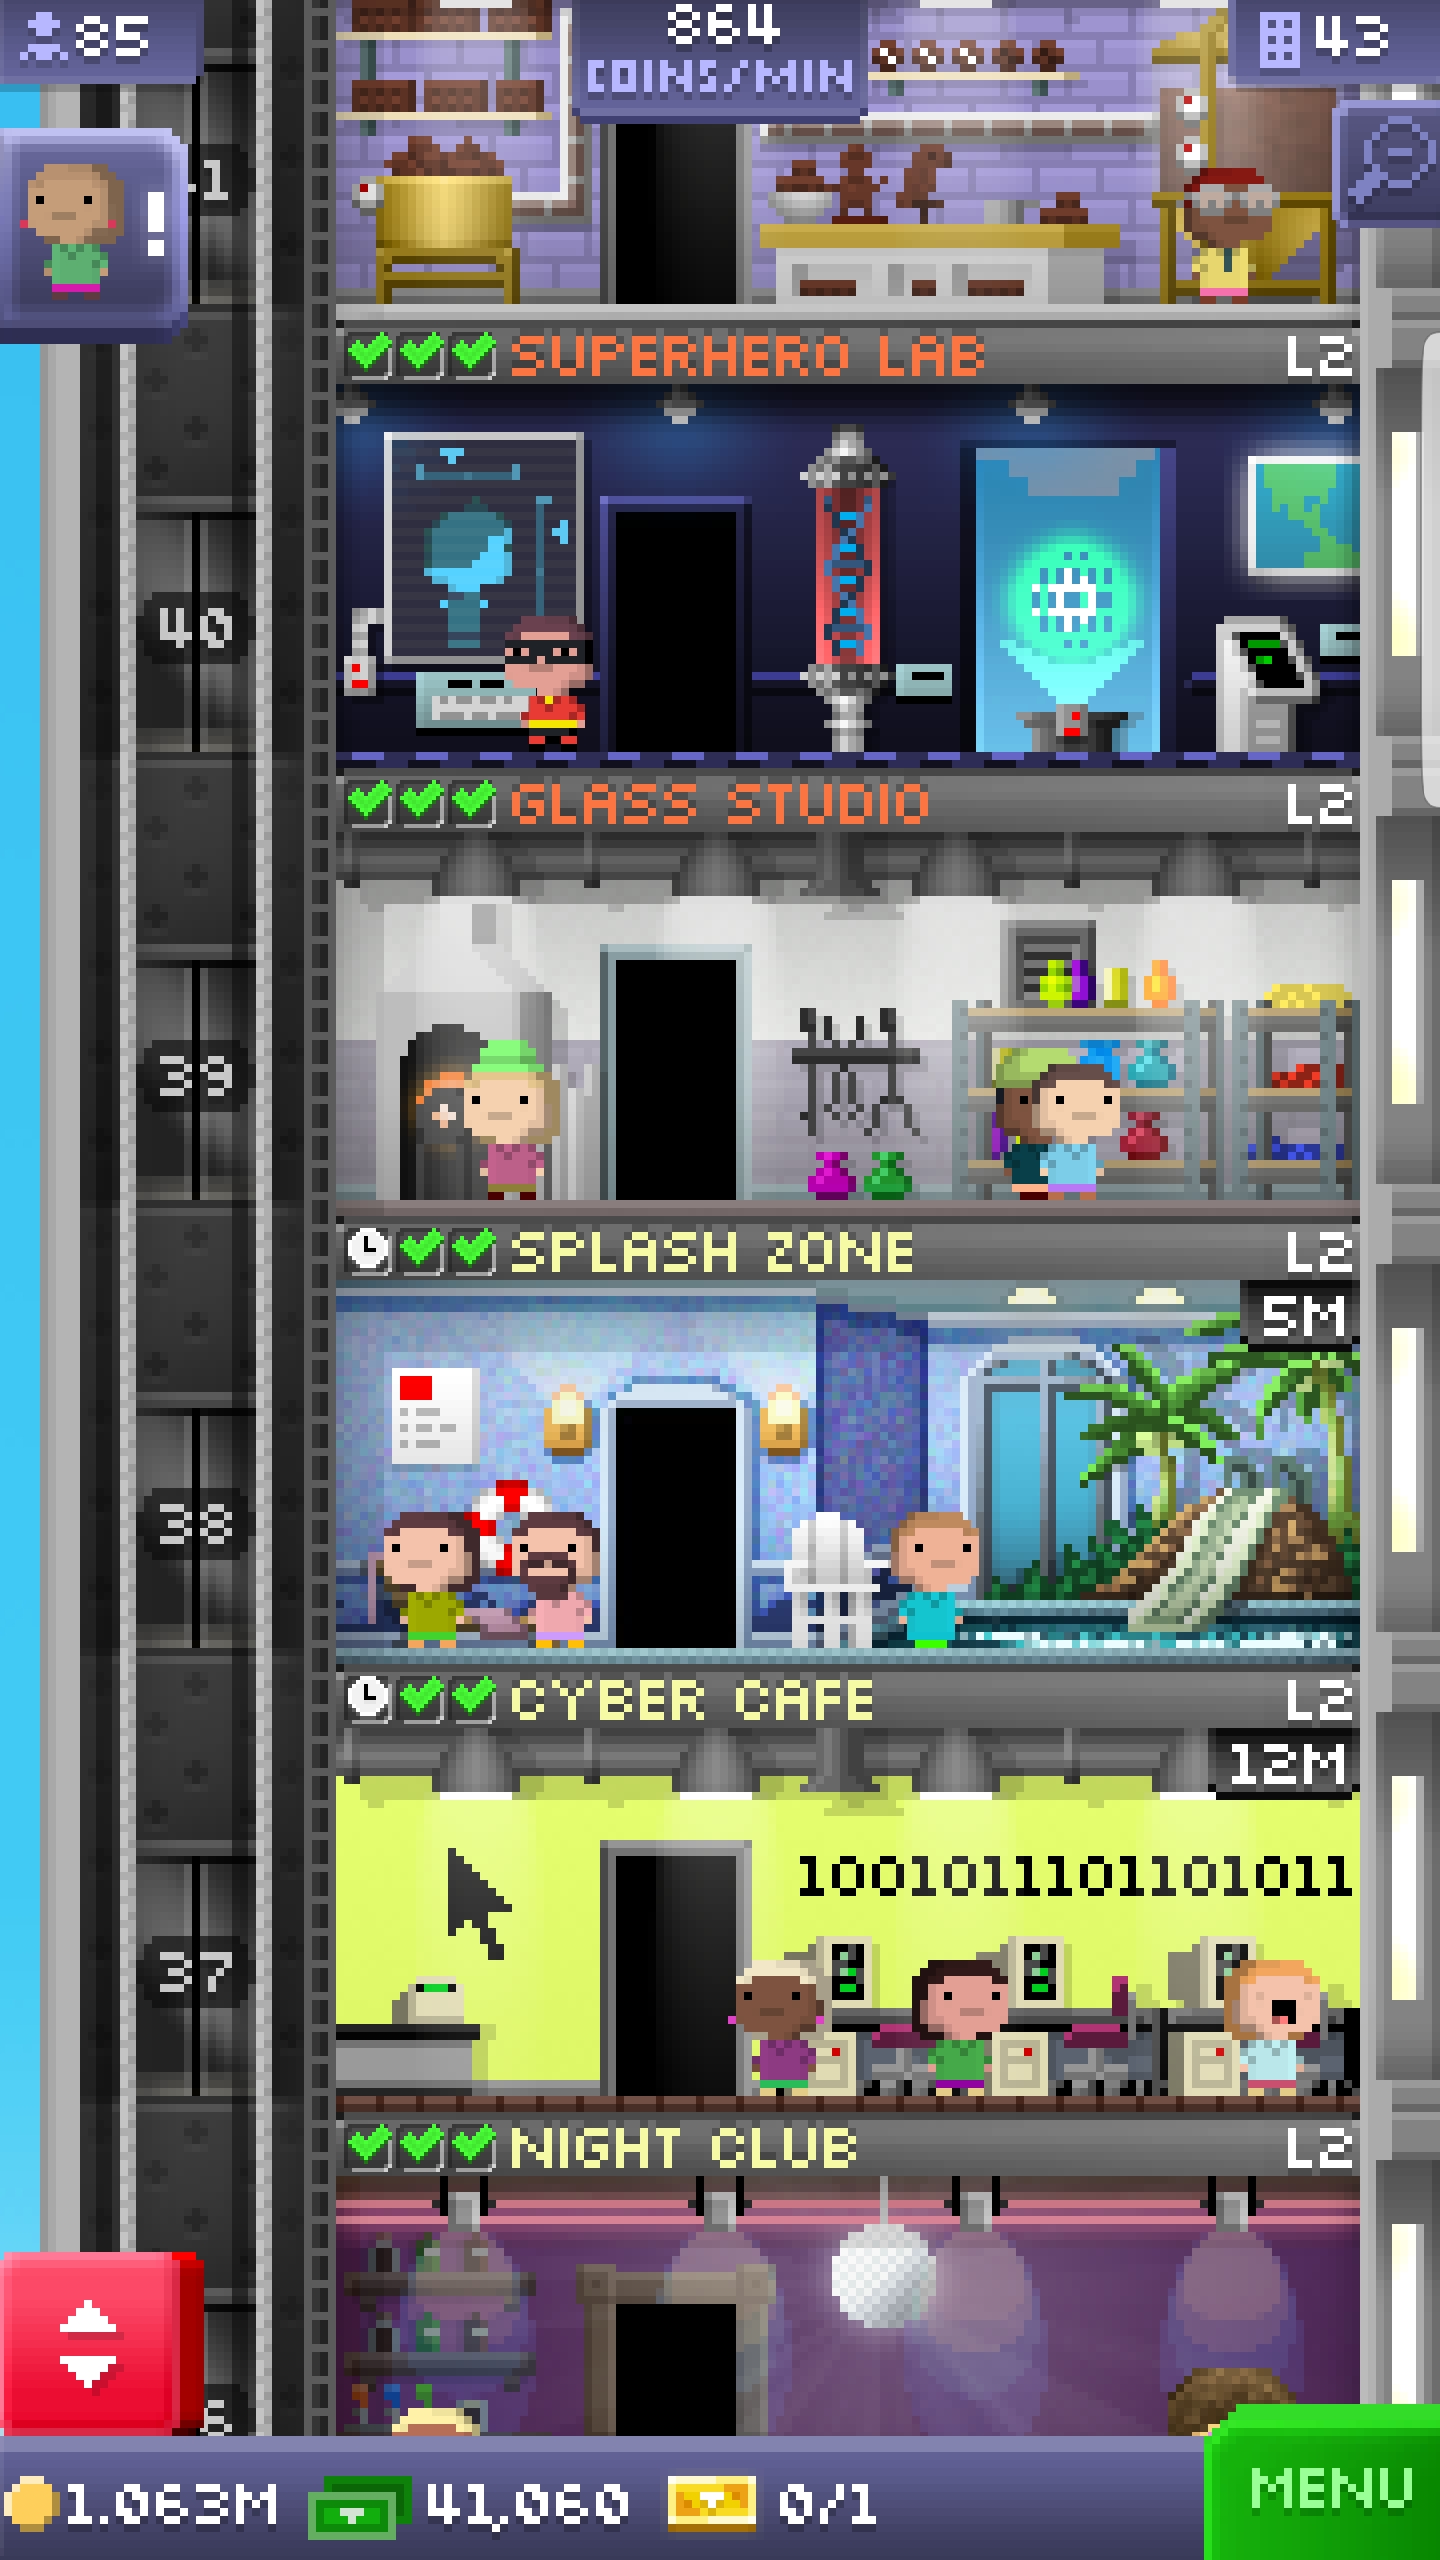 85
864
COINS/MIN
43
!
SUPERHERO LAB L2
40
GLASS STUDIO L2
39
SPLASH ZONE L2
5M
38
CYBER CAFE L2
12M
1001011101101011
37
NIGHT CLUB L2
1.063M 41,060 0/1
MENU